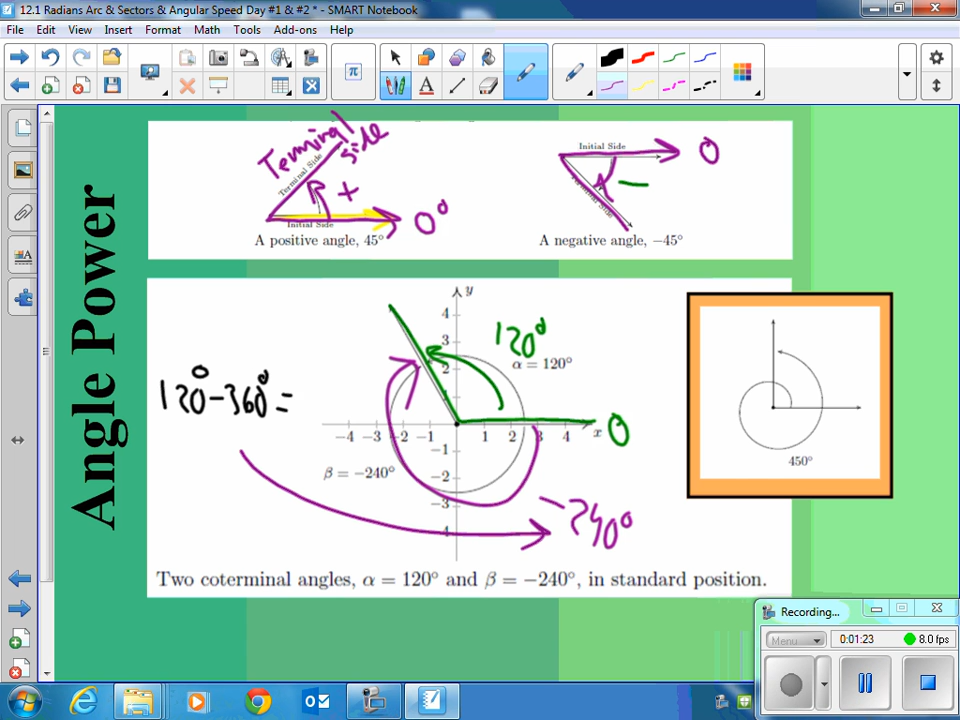 12.1 Radians Arc & Sectors & Angular Speed Day #1 & #2 * - SMART Notebook
File Edit View Insert Format Math Tools Add-ons Help
π
A
Angle Power
Terminal
side
Terminal Side
+
0°
Initial Side
A positive angle, 45°
Initial Side
0
−
A negative angle, −45°
y
4
3
2
120°
α = 120°
120° − 360° =
−4 −3 −2 −1 1 2 3 4 x 0
−1
β = −240°
−2
−3
−240°
4
Two coterminal angles, α = 120° and β = −240°, in standard position.
450°
Recording...
Menu
0:01:23
8.0 fps